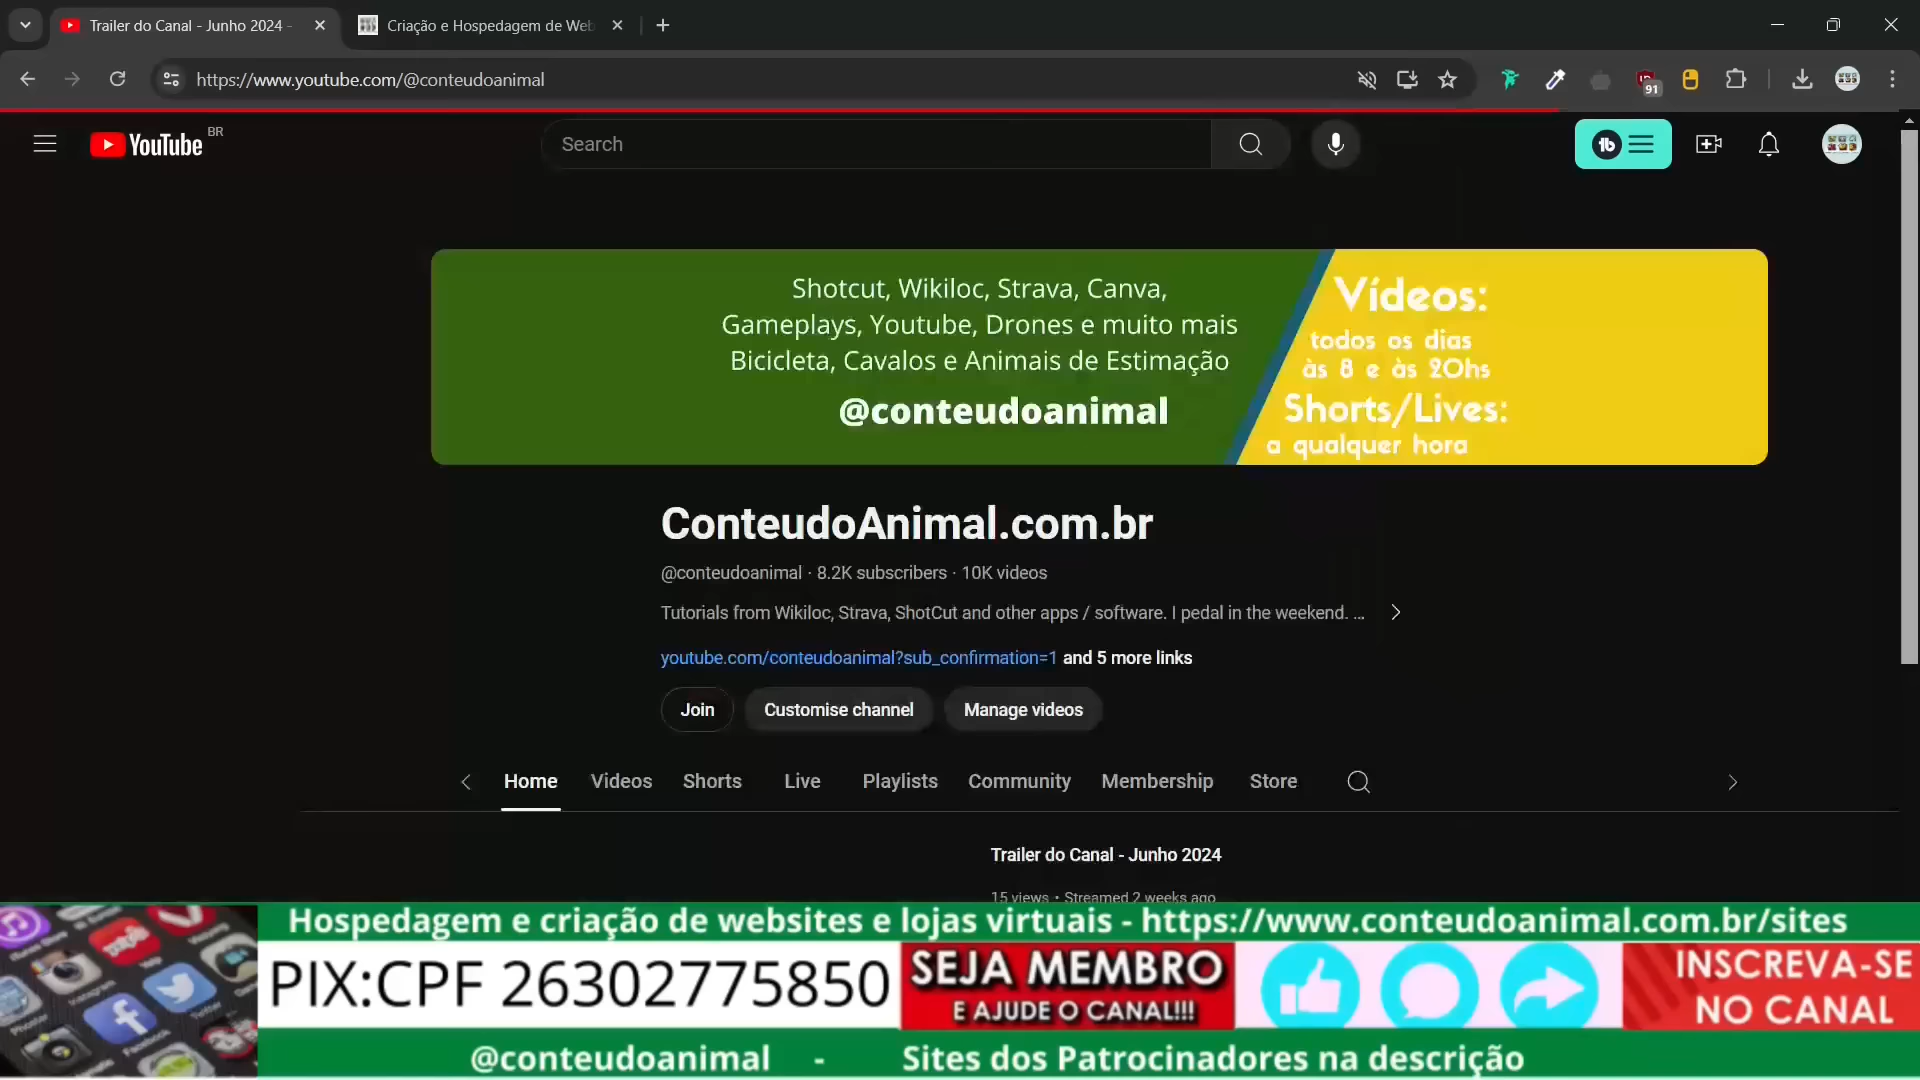 Trailer do Canal - Junho 2024 -
Criação e Hospedagem de Web
https://www.youtube.com/@conteudoanimal
91
YouTube BR
Search
Shotcut, Wikiloc, Strava, Canva,
Gameplays, Youtube, Drones e muito mais
Bicicleta, Cavalos e Animais de Estimação
@conteudoanimal
Vídeos:
todos os dias
às 8 e às 20hs
Shorts/Lives:
a qualquer hora
ConteudoAnimal.com.br
@conteudoanimal · 8.2K subscribers · 10K videos
Tutorials from Wikiloc, Strava, ShotCut and other apps / software. I pedal in the weekend. ...
youtube.com/conteudoanimal?sub_confirmation=1 and 5 more links
Join
Customise channel
Manage videos
Home
Videos
Shorts
Live
Playlists
Community
Membership
Store
Trailer do Canal - Junho 2024
15 views • Streamed 2 weeks ago
Hospedagem e criação de websites e lojas virtuais - https://www.conteudoanimal.com.br/sites
PIX:CPF 26302775850
SEJA MEMBRO
E AJUDE O CANAL!!!
INSCREVA-SE
NO CANAL
@conteudoanimal - Sites dos Patrocinadores na descrição